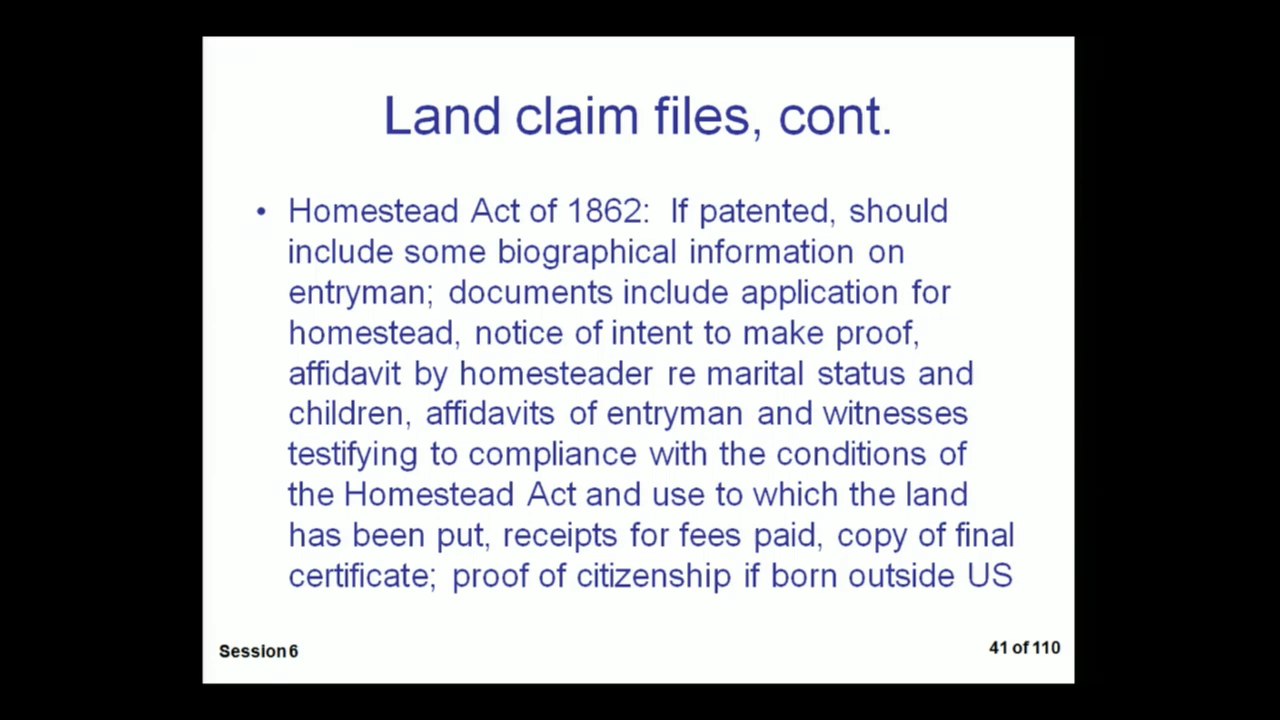 Land claim files, cont.
• Homestead Act of 1862:  If patented, should
include some biographical information on
entryman; documents include application for
homestead, notice of intent to make proof,
affidavit by homesteader re marital status and
children, affidavits of entryman and witnesses
testifying to compliance with the conditions of
the Homestead Act and use to which the land
has been put, receipts for fees paid, copy of final
certificate; proof of citizenship if born outside US
Session 6
41 of 110